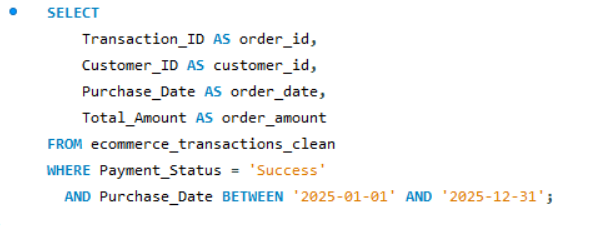 SELECT
Transaction_ID AS order_id,
Customer_ID AS customer_id,
Purchase_Date AS order_date,
Total_Amount AS order_amount
FROM ecommerce_transactions_clean
WHERE Payment_Status = 'Success'
AND Purchase_Date BETWEEN '2025-01-01' AND '2025-12-31';